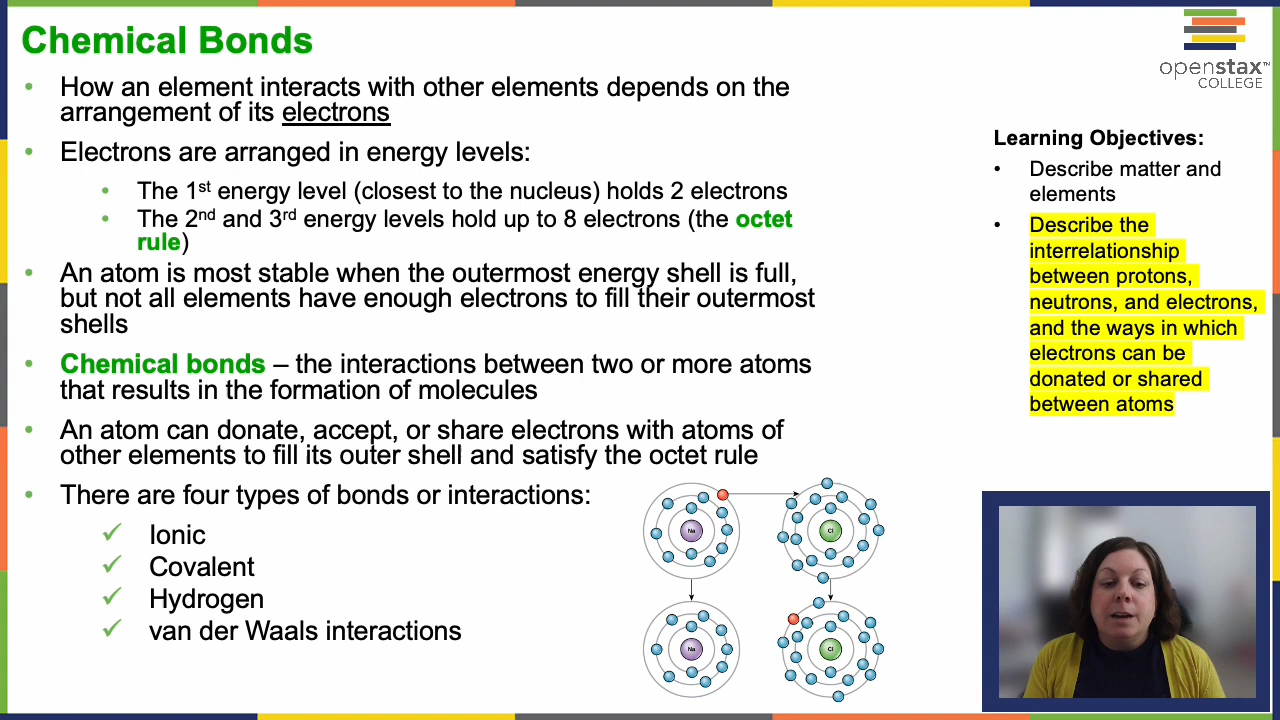 Chemical Bonds
• How an element interacts with other elements depends on the
arrangement of its electrons
• Electrons are arranged in energy levels:
• The 1st energy level (closest to the nucleus) holds 2 electrons
• The 2nd and 3rd energy levels hold up to 8 electrons (the octet
rule)
• An atom is most stable when the outermost energy shell is full,
but not all elements have enough electrons to fill their outermost
shells
• Chemical bonds – the interactions between two or more atoms
that results in the formation of molecules
• An atom can donate, accept, or share electrons with atoms of
other elements to fill its outer shell and satisfy the octet rule
• There are four types of bonds or interactions:
✓ Ionic
✓ Covalent
✓ Hydrogen
✓ van der Waals interactions
Na
Cl
Na
Cl
openstax™
COLLEGE
Learning Objectives:
• Describe matter and
elements
• Describe the
interrelationship
between protons,
neutrons, and electrons,
and the ways in which
electrons can be
donated or shared
between atoms